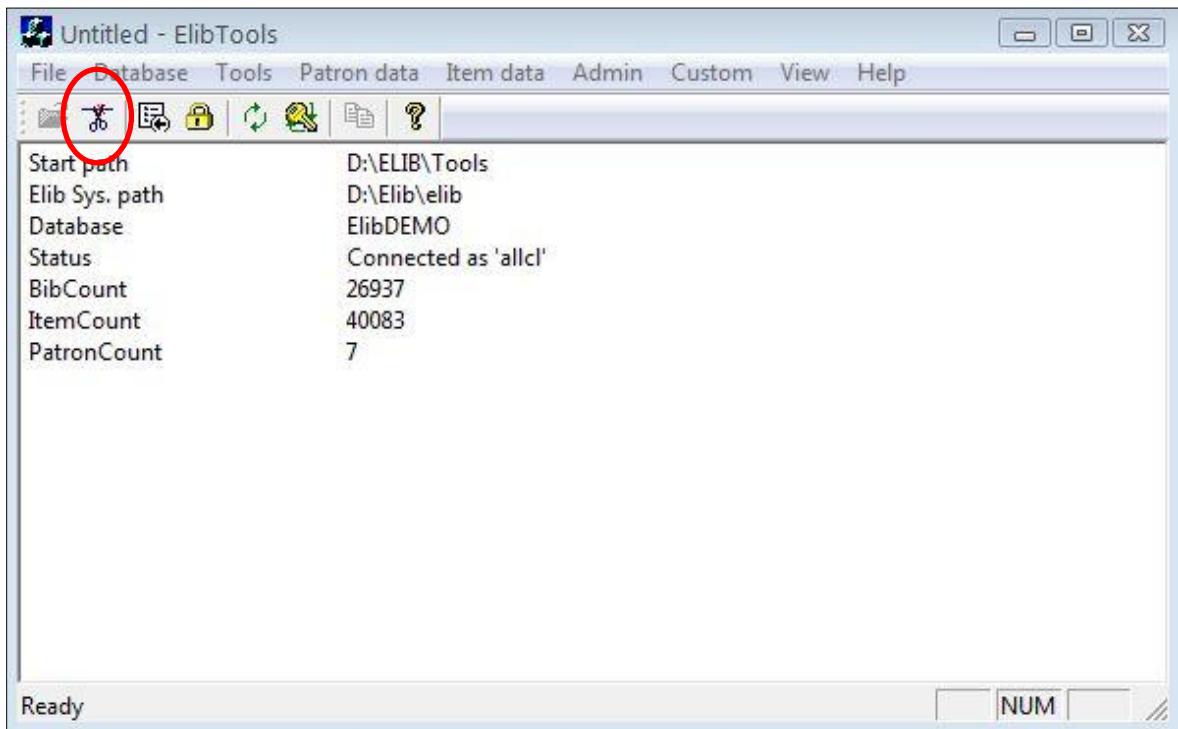 Untitled - ElibTools
File Database Tools Patron data Item data Admin Custom View Help
Start path D:\ELIB\Tools
Elib Sys. path D:\Elib\elib
Database ElibDEMO
Status Connected as 'allcl'
BibCount 26937
ItemCount 40083
PatronCount 7
Ready NUM